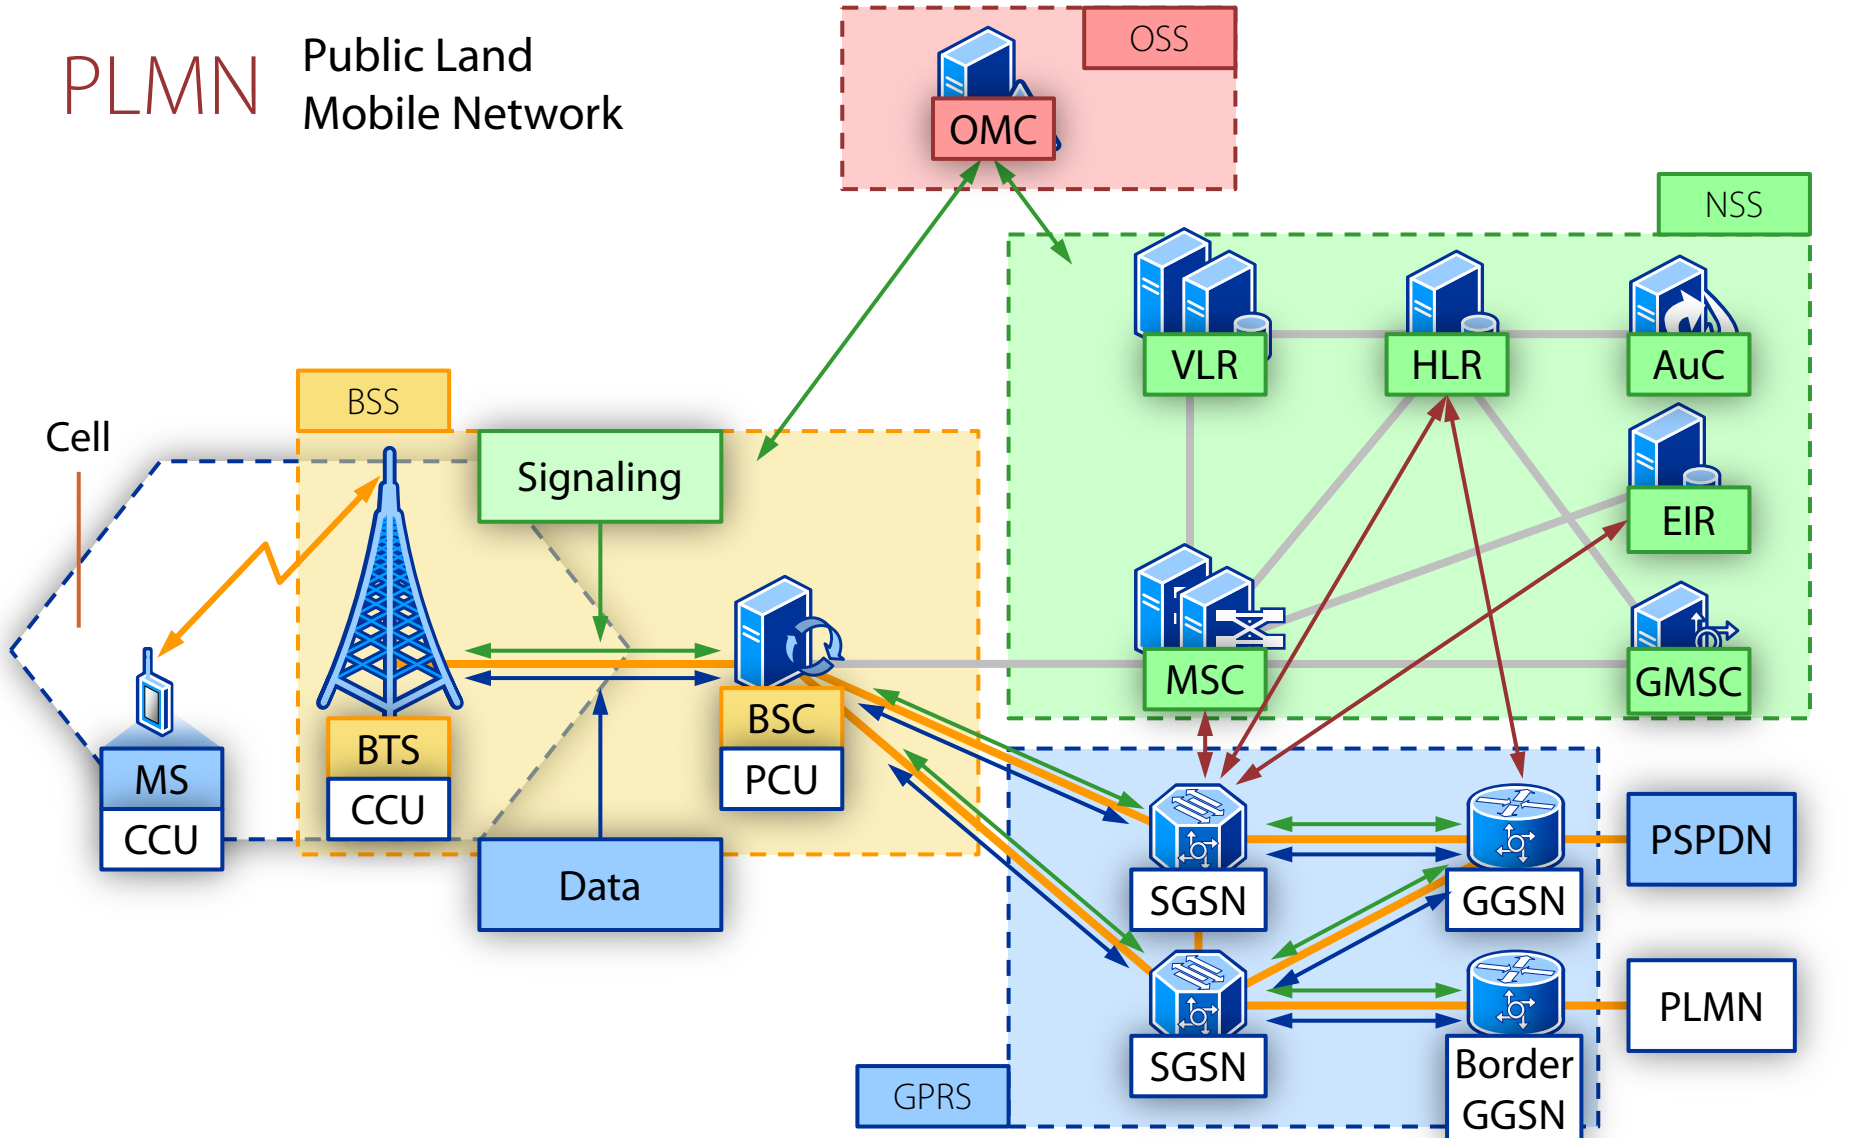 PLMN
Public Land
Mobile Network
OSS
OMC
NSS
VLR
HLR
AuC
EIR
MSC
GMSC
BSS
Cell
Signaling
BTS
CCU
BSC
PCU
MS
CCU
Data
SGSN
GGSN
PSPDN
SGSN
Border
GGSN
PLMN
GPRS